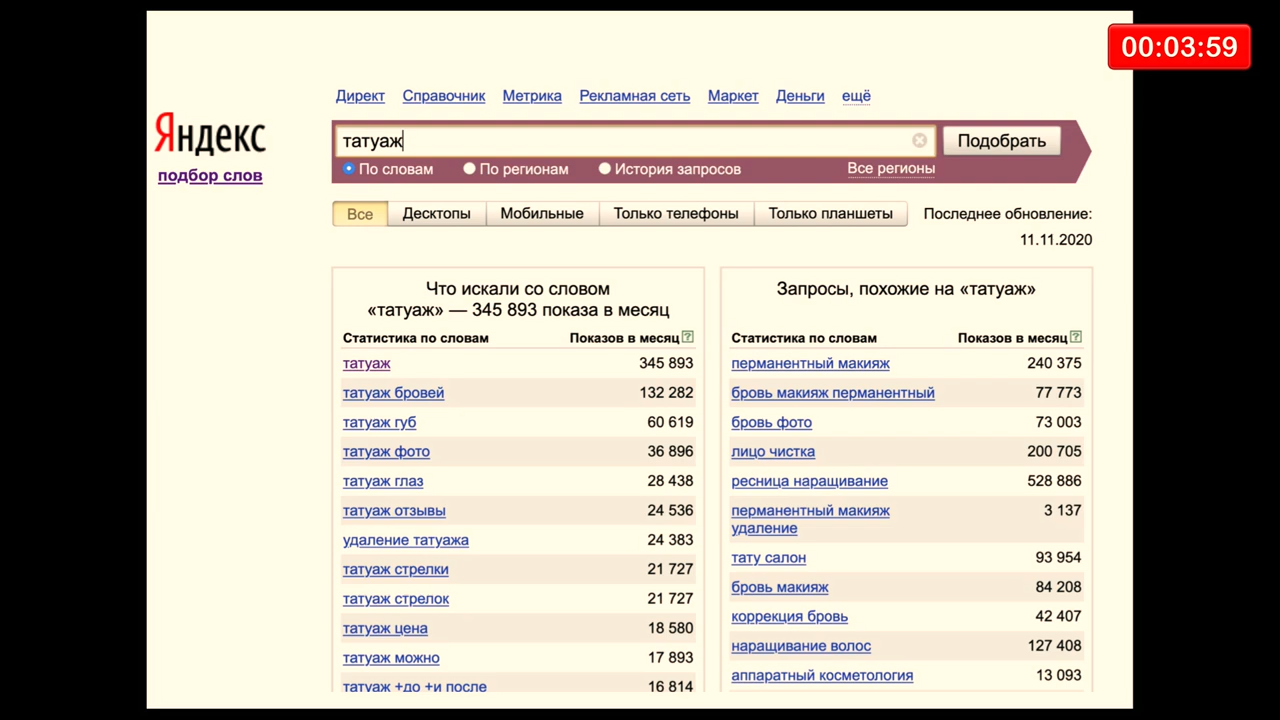 00:03:59
Директ Справочник Метрика Рекламная сеть Маркет Деньги ещё
Яндекс
подбор слов
татуаж
Подобрать
По словам По регионам История запросов Все регионы
Все Десктопы Мобильные Только телефоны Только планшеты
Последнее обновление:
11.11.2020
Что искали со словом
«татуаж» — 345 893 показа в месяц
Статистика по словам Показов в месяц ?
татуаж 345 893
татуаж бровей 132 282
татуаж губ 60 619
татуаж фото 36 896
татуаж глаз 28 438
татуаж отзывы 24 536
удаление татуажа 24 383
татуаж стрелки 21 727
татуаж стрелок 21 727
татуаж цена 18 580
татуаж можно 17 893
татуаж +до +и после 16 814
Запросы, похожие на «татуаж»
Статистика по словам Показов в месяц ?
перманентный макияж 240 375
бровь макияж перманентный 77 773
бровь фото 73 003
лицо чистка 200 705
ресница наращивание 528 886
перманентный макияж 3 137
удаление
тату салон 93 954
бровь макияж 84 208
коррекция бровь 42 407
наращивание волос 127 408
аппаратный косметология 13 093